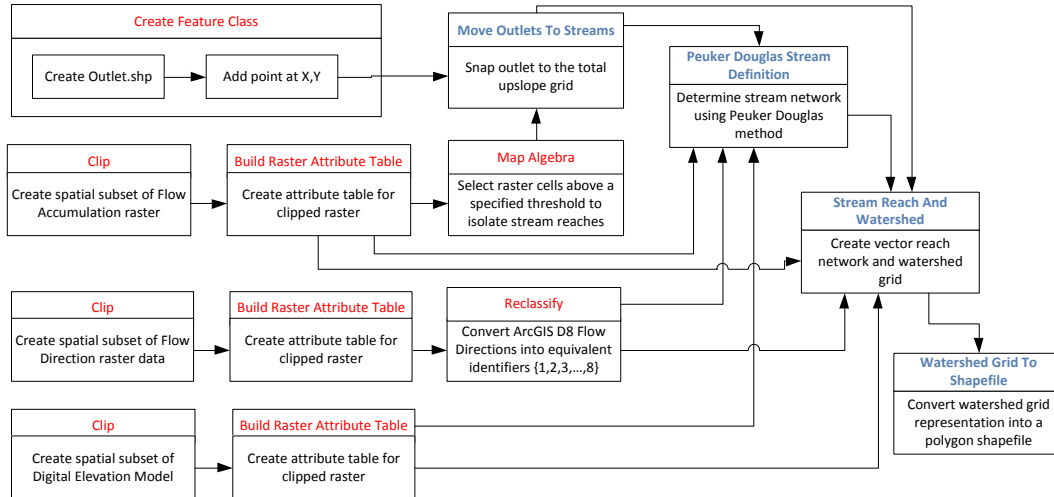 Create Feature Class
Create Outlet.shp
Add point at X,Y
Move Outlets To Streams
Snap outlet to the total
upslope grid
Peuker Douglas Stream
Definition
Determine stream network
using Peuker Douglas
method
Clip
Create spatial subset of Flow
Accumulation raster
Build Raster Attribute Table
Create attribute table for
clipped raster
Map Algebra
Select raster cells above a
specified threshold to
isolate stream reaches
Stream Reach And
Watershed
Create vector reach
network and watershed
grid
Clip
Create spatial subset of Flow
Direction raster data
Build Raster Attribute Table
Create attribute table for
clipped raster
Reclassify
Convert ArcGIS D8 Flow
Directions into equivalent
identifiers {1,2,3,...,8}
Watershed Grid To
Shapefile
Convert watershed grid
representation into a
polygon shapefile
Clip
Create spatial subset of
Digital Elevation Model
Build Raster Attribute Table
Create attribute table for
clipped raster